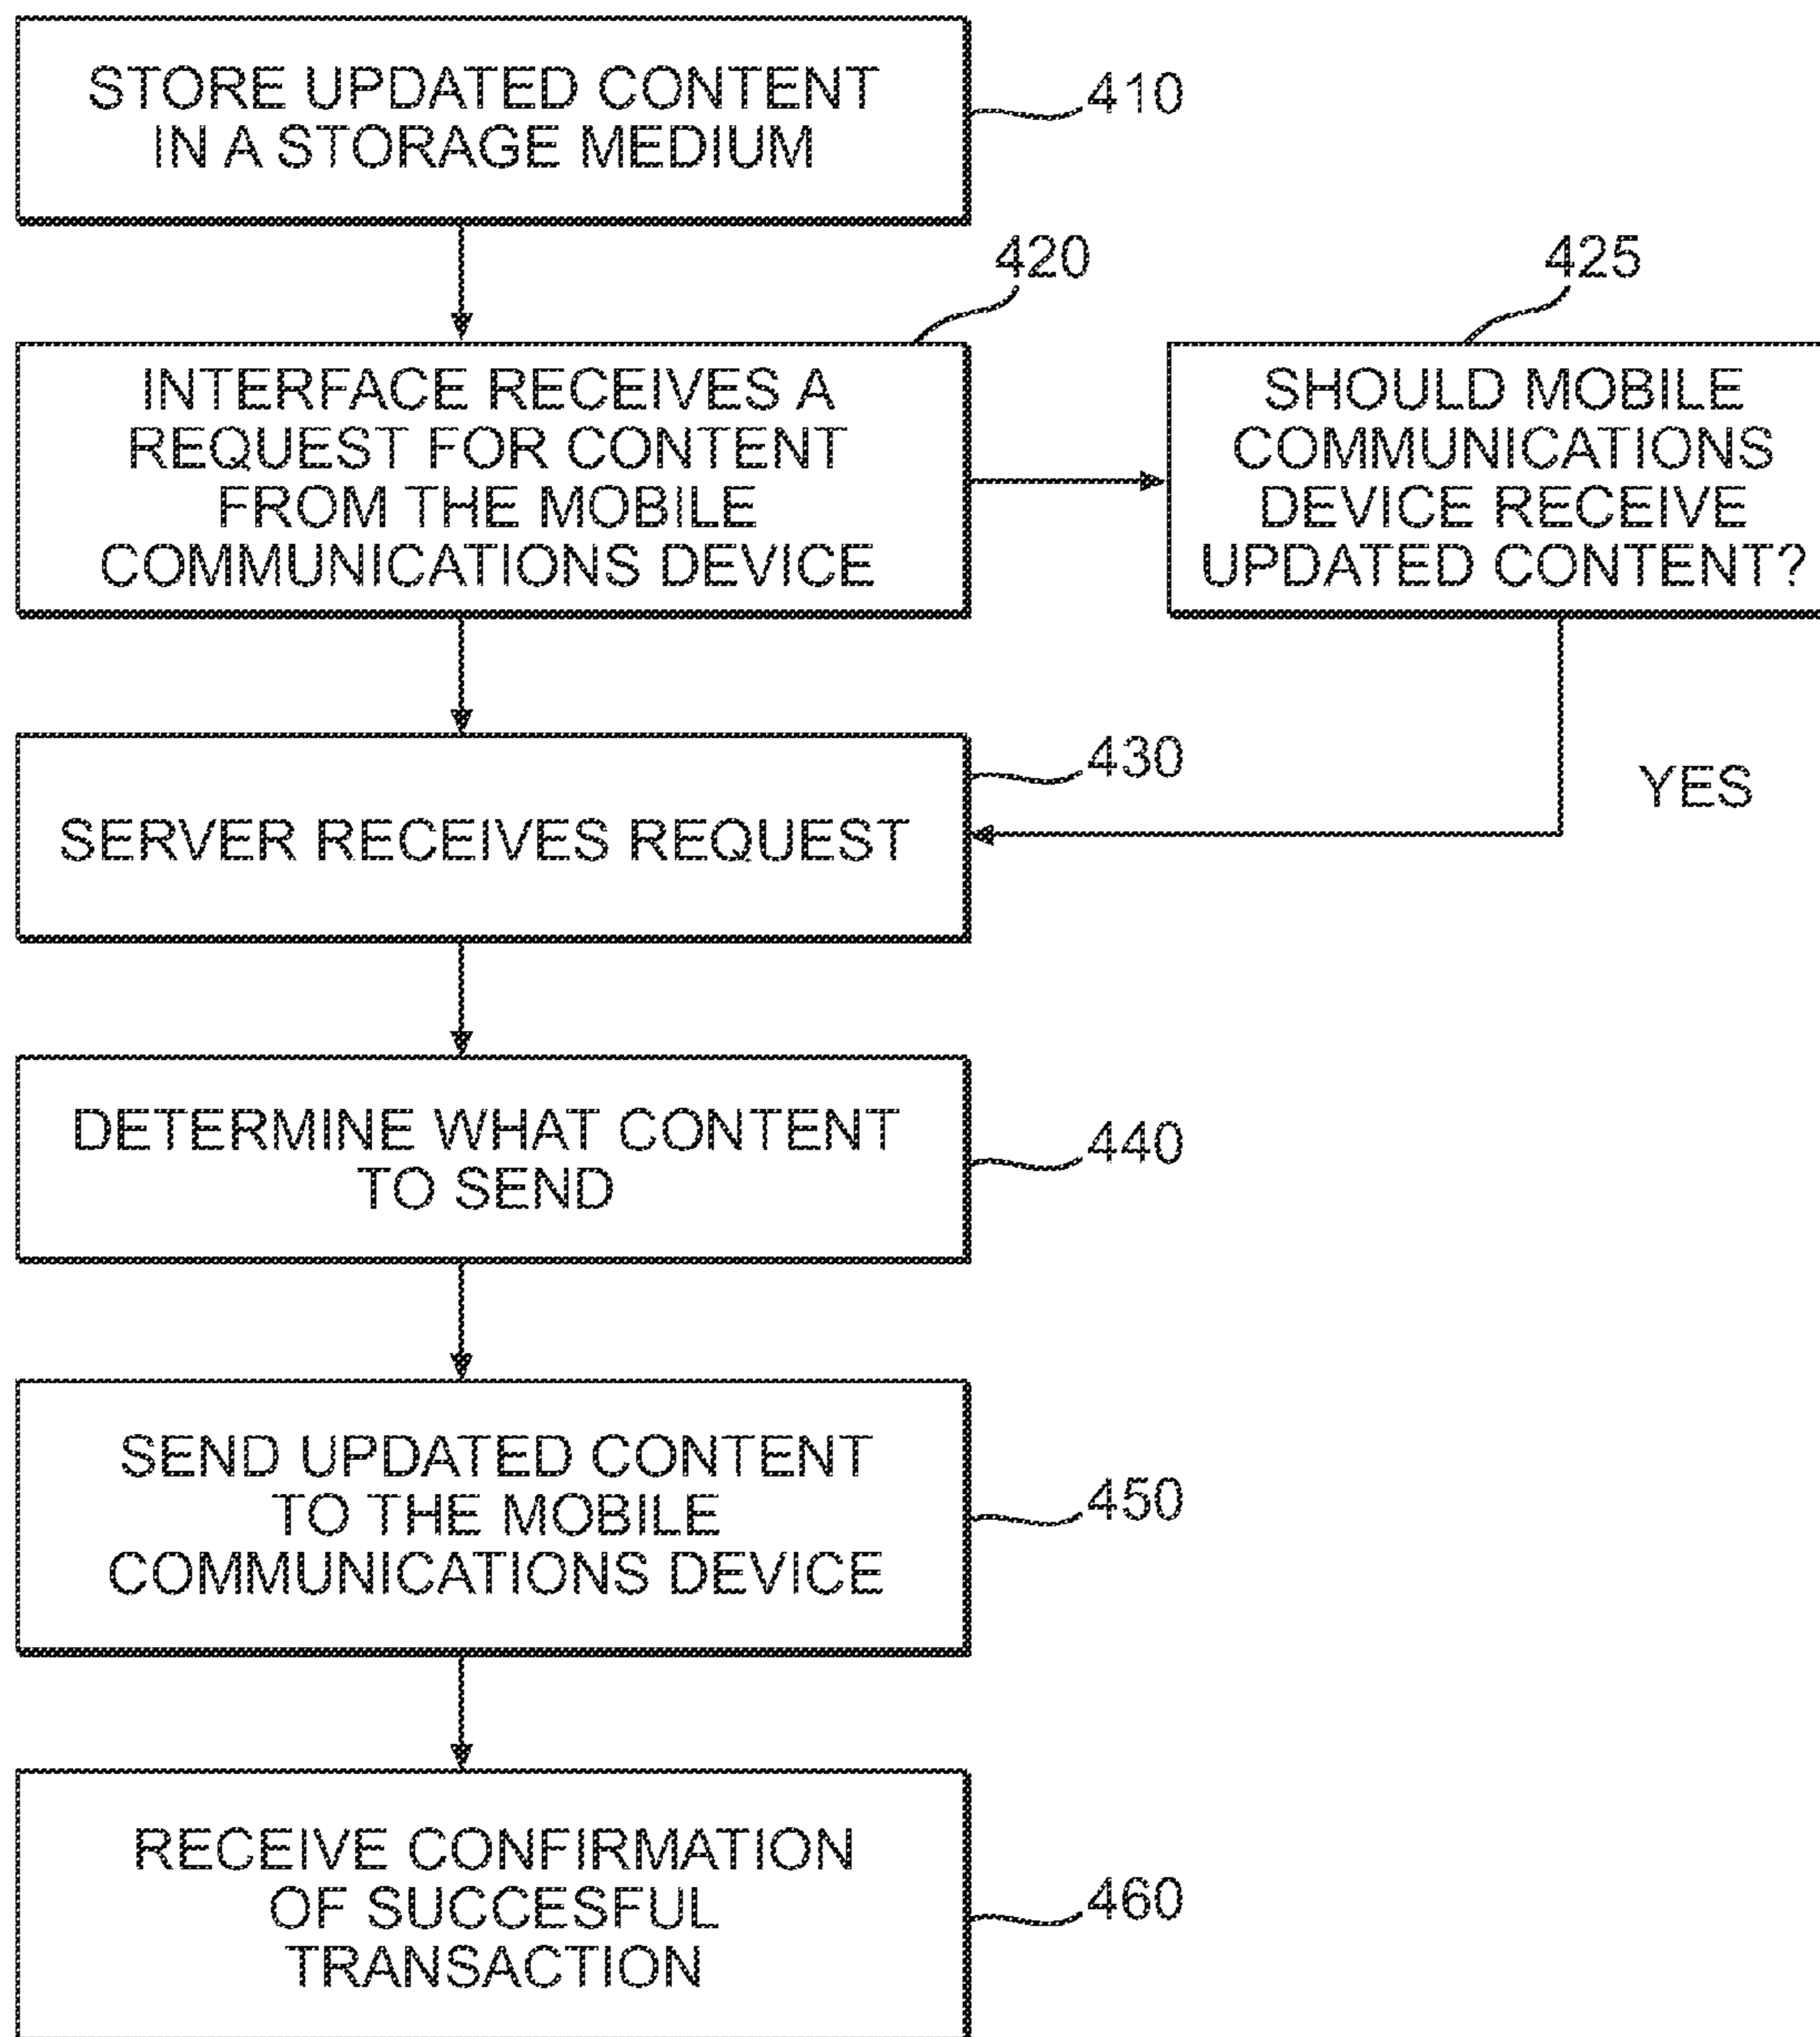 STORE UPDATED CONTENT
IN A STORAGE MEDIUM
410
420
425
INTERFACE RECEIVES A
REQUEST FOR CONTENT
FROM THE MOBILE
COMMUNICATIONS DEVICE
SHOULD MOBILE
COMMUNICATIONS
DEVICE RECEIVE
UPDATED CONTENT?
430
YES
SERVER RECEIVES REQUEST
DETERMINE WHAT CONTENT
TO SEND
440
SEND UPDATED CONTENT
TO THE MOBILE
COMMUNICATIONS DEVICE
450
RECEIVE CONFIRMATION
OF SUCCESFUL
TRANSACTION
460